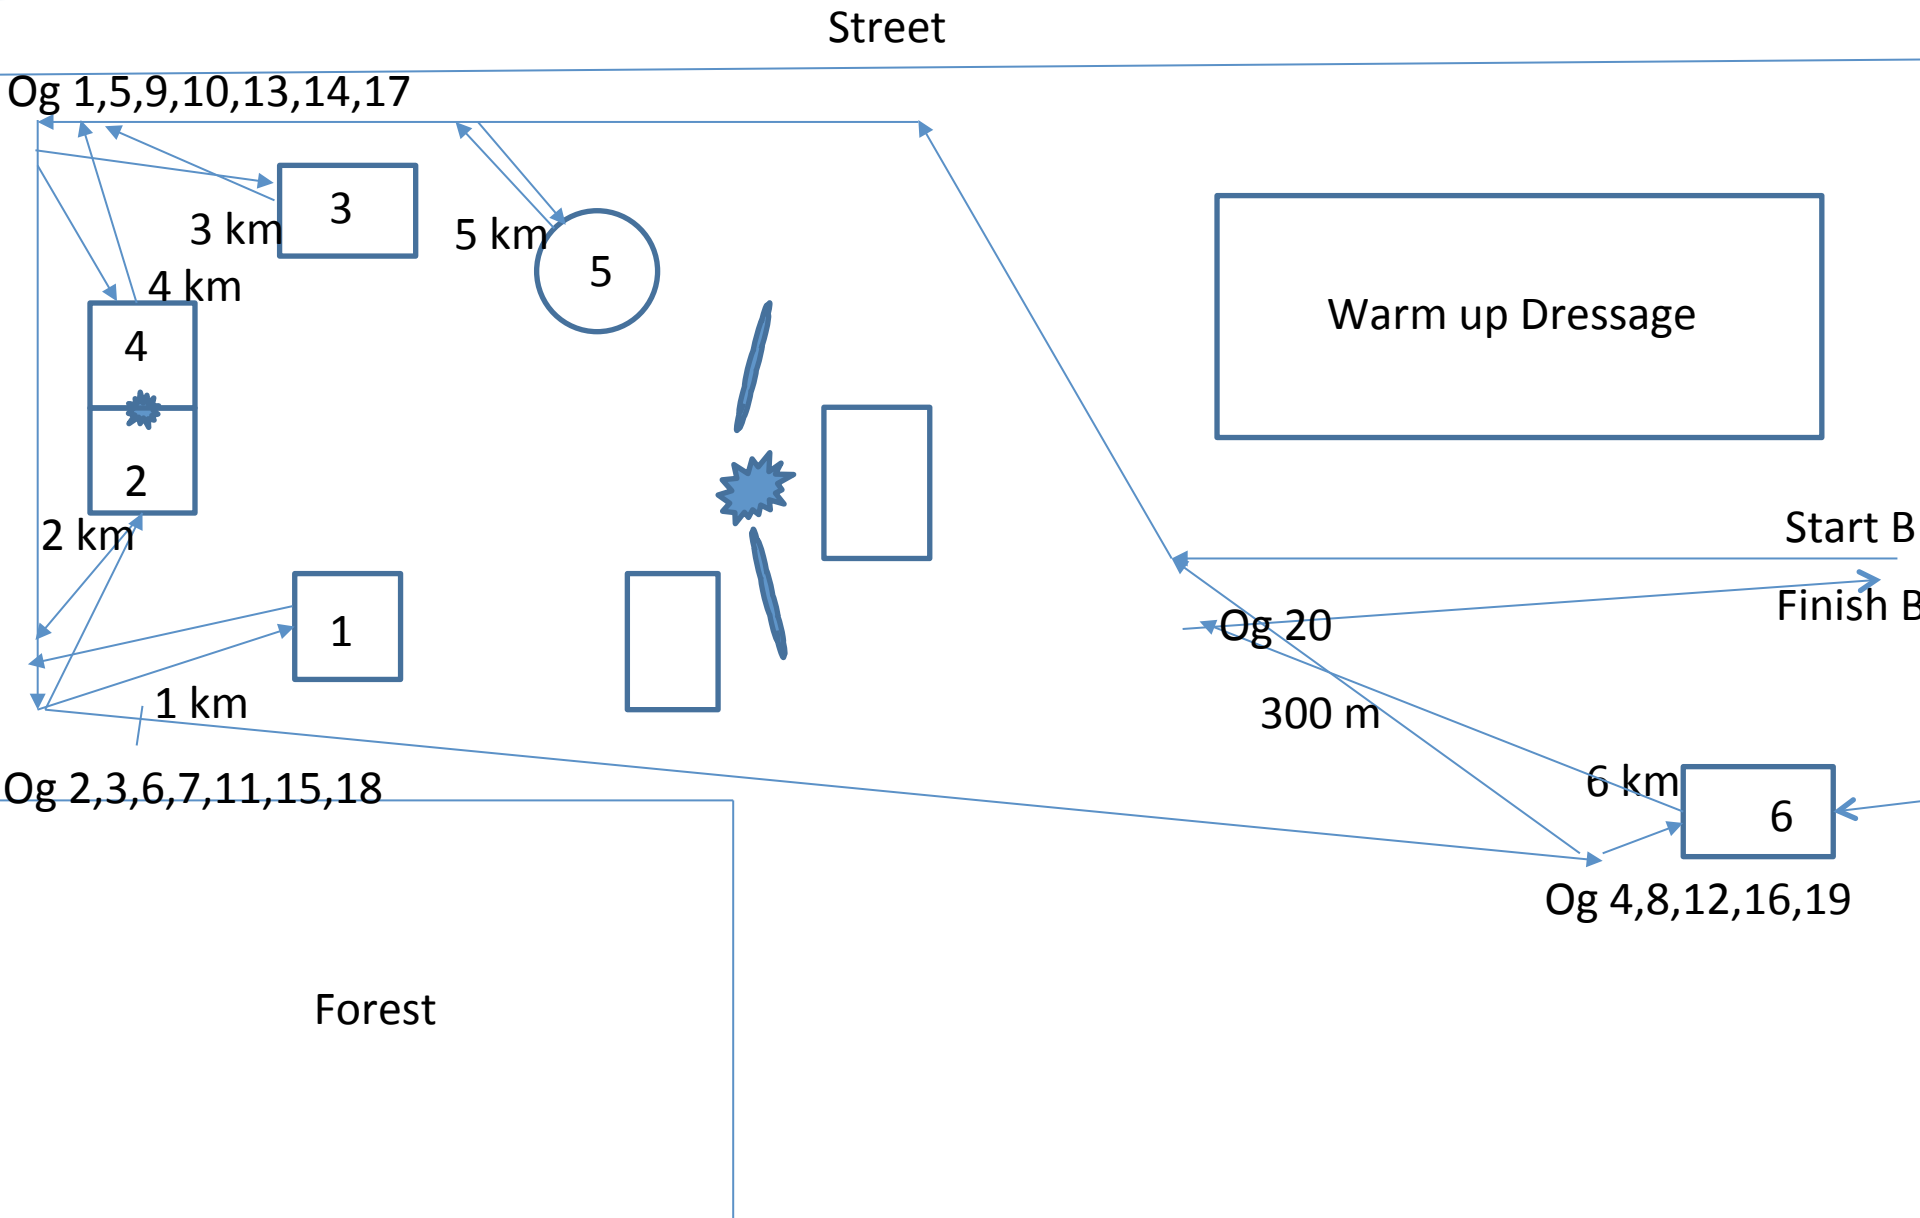 Street
Og 1,5,9,10,13,14,17
3
3 km
5 km
5
4 km
Warm up Dressage
4
2
2 km
Start B
Finish B
1
Og 20
1 km
300 m
Og 2,3,6,7,11,15,18
6 km
6
Og 4,8,12,16,19
Forest